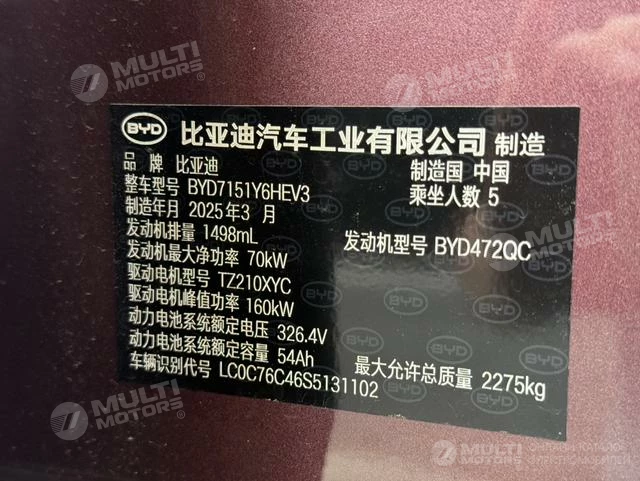 MULTI MOTORS
MULTI MOTORS
BYD 比亚迪汽车工业有限公司 制造
品 牌 比亚迪
制造国 中国
整车型号 BYD7151Y6HEV3
乘坐人数 5
制造年月 2025年3 月
发动机排量 1498mL
发动机型号 BYD472QC
发动机最大净功率 70kW
驱动电机型号 TZ210XYC
驱动电机峰值功率 160kW
动力电池系统额定电压 326.4V
动力电池系统额定容量 54Ah
最大允许总质量 2275kg
车辆识别代号 LC0C76C46S5131102
MULTI MOTORS
MULTI MOTORS